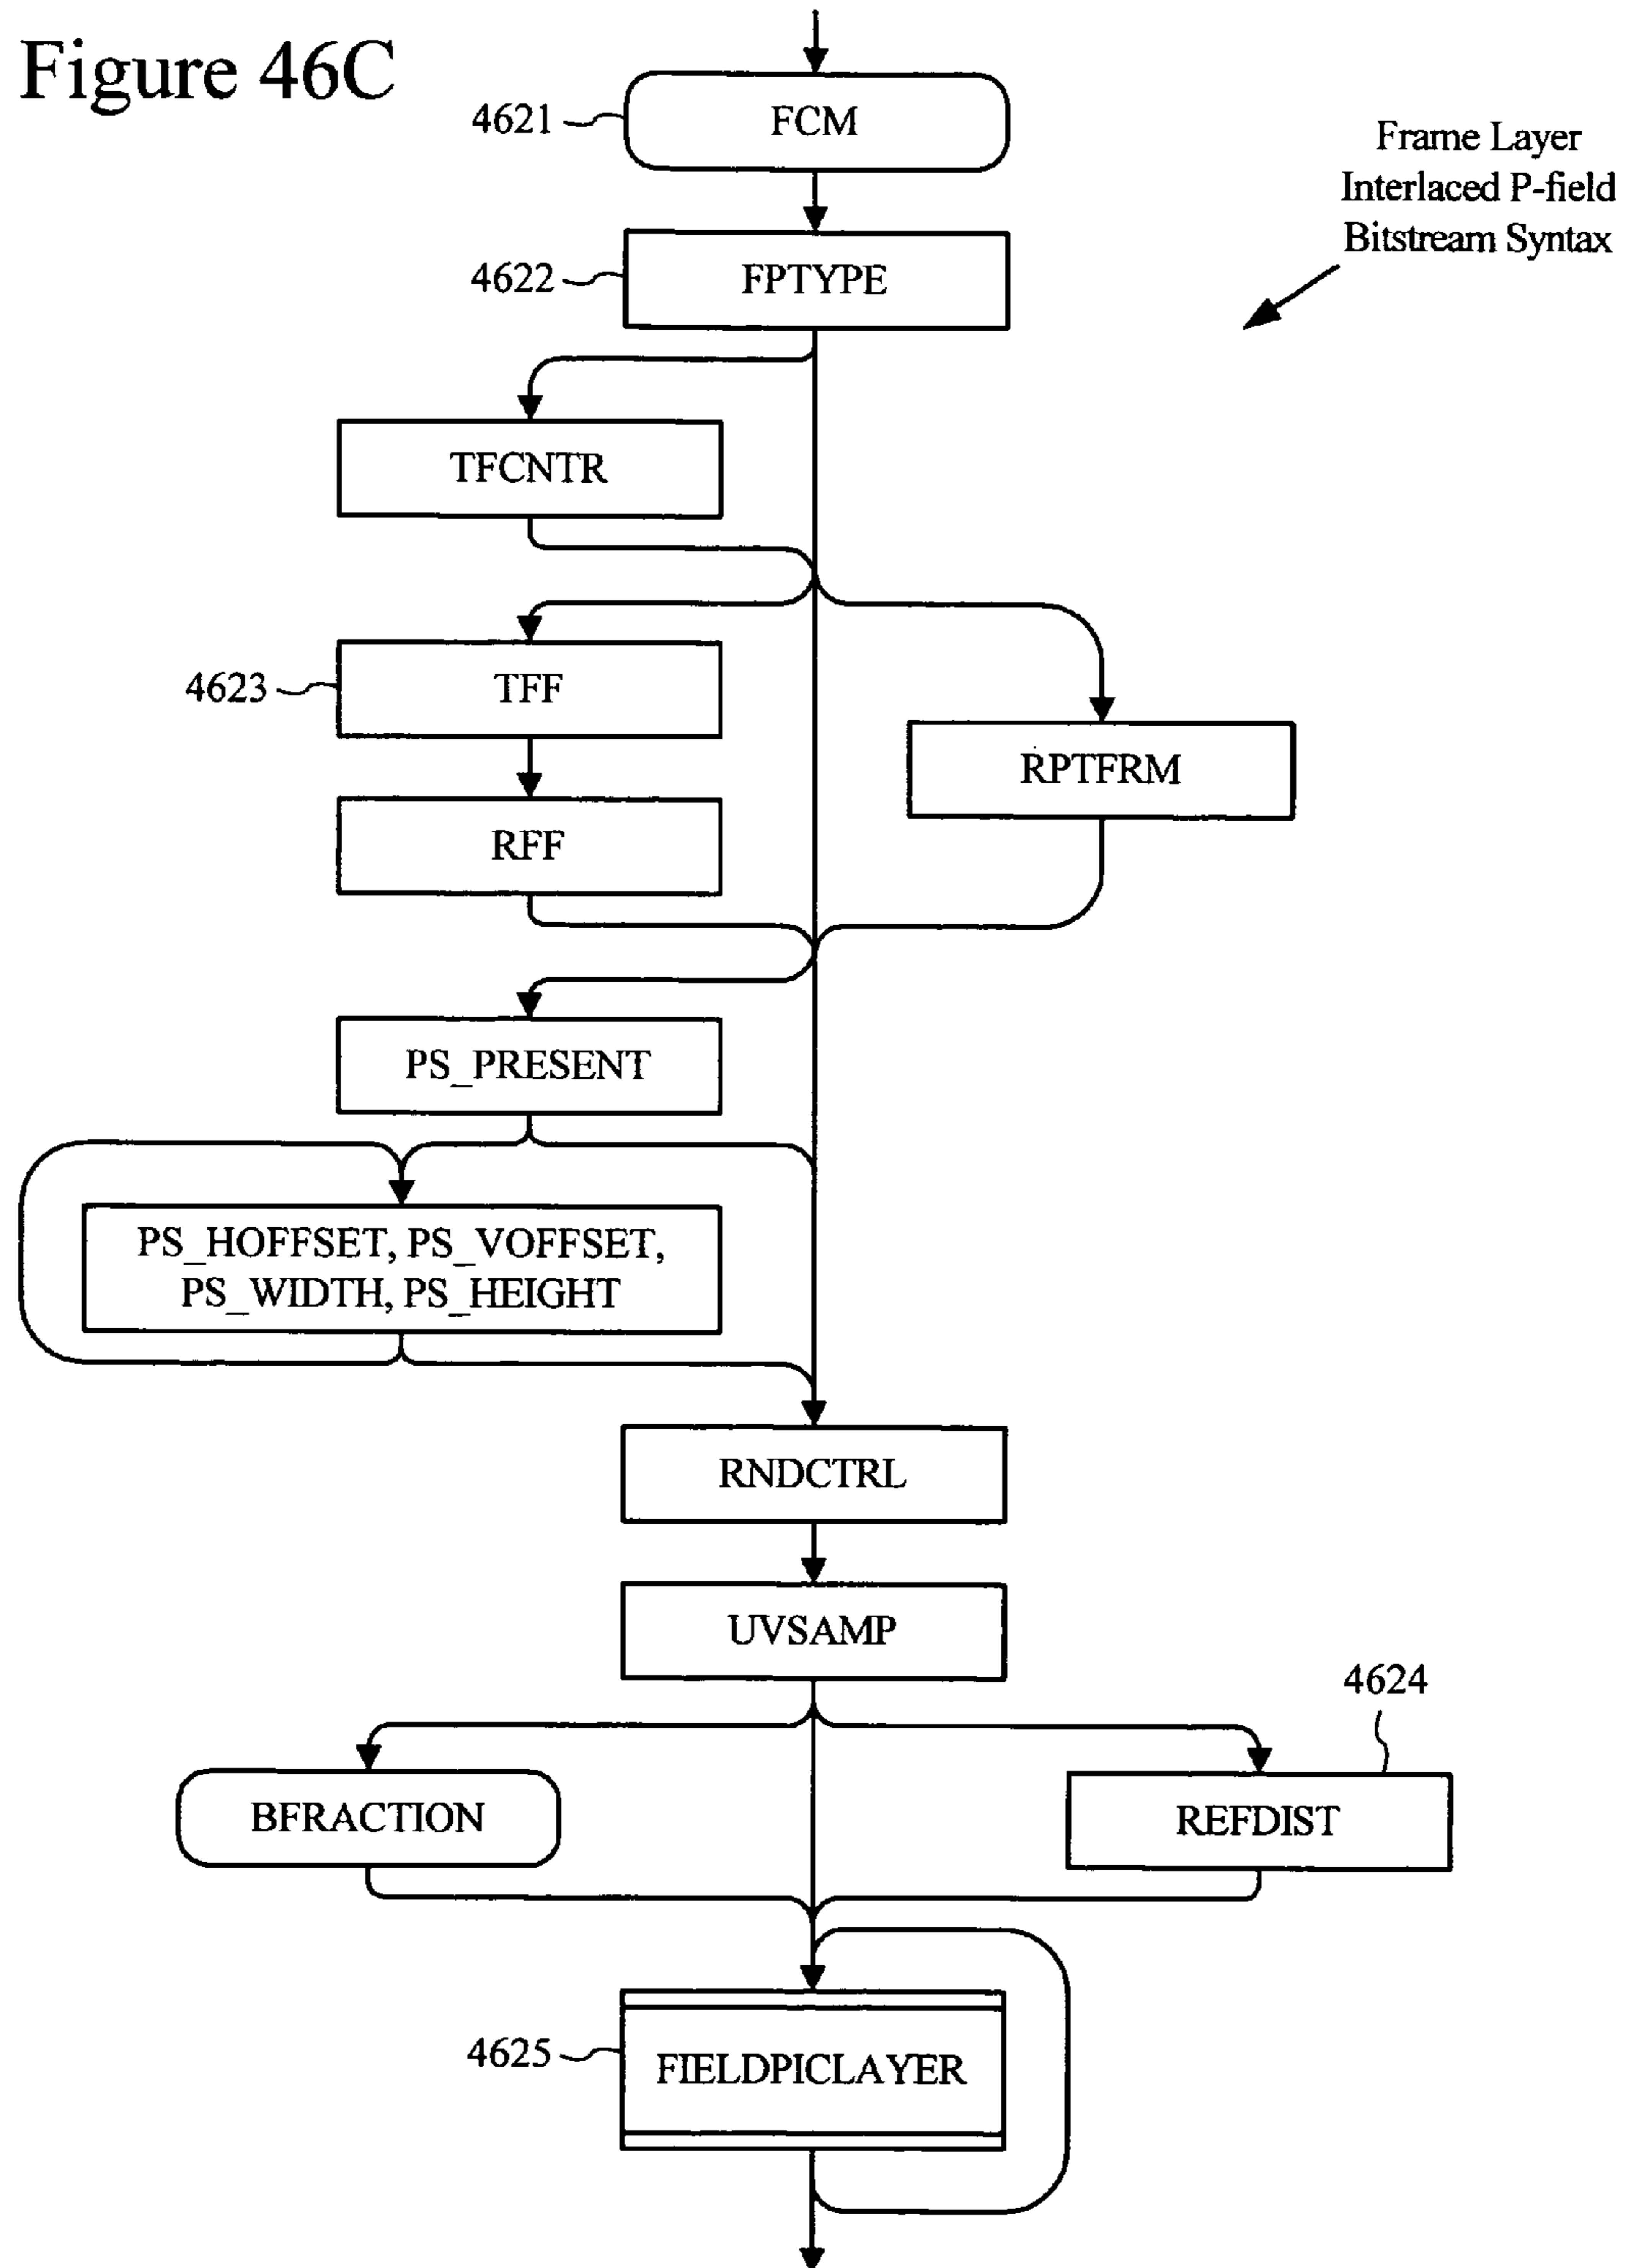 Figure 46C
4621
FCM
Frame Layer
Interlaced P-field
Bitstream Syntax
4622
FPTYPE
TFCNTR
4623
TFF
RPTFRM
RFF
PS_PRESENT
PS_HOFFSET, PS_VOFFSET,
PS_WIDTH, PS_HEIGHT
RNDCTRL
UVSAMP
4624
BFRACTION
REFDIST
4625
FIELDPICLAYER